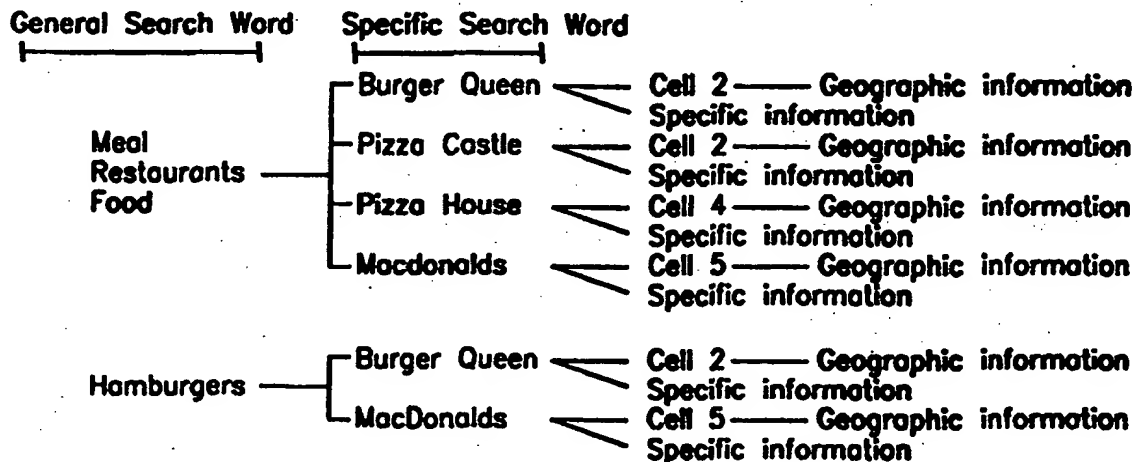 General Search Word Specific Search Word
Burger Queen Cell 2 Geographic information
Specific information
Meal
Pizza Castle Cell 2 Geographic information
Restaurants
Specific information
Food
Pizza House Cell 4 Geographic information
Specific information
Macdonalds Cell 5 Geographic information
Specific information
Burger Queen Cell 2 Geographic information
Hamburgers
Specific information
MacDonalds Cell 5 Geographic information
Specific information